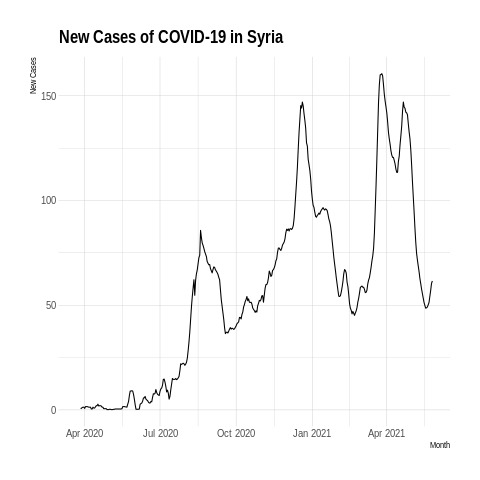 New Cases of COVID-19 in Syria
New Cases
150
100
50
0
Apr 2020 Jul 2020 Oct 2020 Jan 2021 Apr 2021
Month